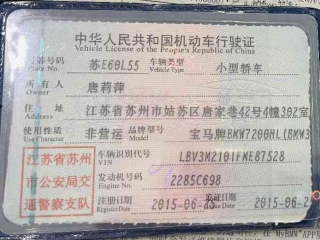 中华人民共和国机动车行驶证
Vehicle License of the People's Republic of China
号牌号码 苏E60L55 车辆类型 小型轿车
Plate No. Vehicle Type
所有人 唐莉萍
Owner
住址 江苏省苏州市姑苏区唐家巷42号4幢302室
Address
使用性质 非营运 品牌型号 宝马牌BMW7200HL(BMW3
Use Character Model
江苏省苏州
市公安局交
通警察支队
车辆识别代号 LBV3M2101FME87528
VIN
发动机号码 2285C698
Engine No.
注册日期 2015-06-25 发证日期 2015-06-2
Register Date Issue Date